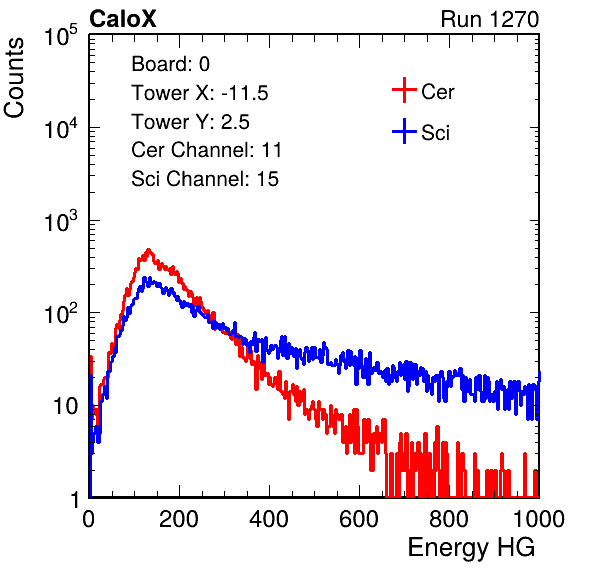 CaloX Run 1270
Counts
10^5
10^4
10^3
10^2
10
1
Board: 0
Tower X: -11.5
Tower Y: 2.5
Cer Channel: 11
Sci Channel: 15
Cer
Sci
0 200 400 600 800 1000
Energy HG